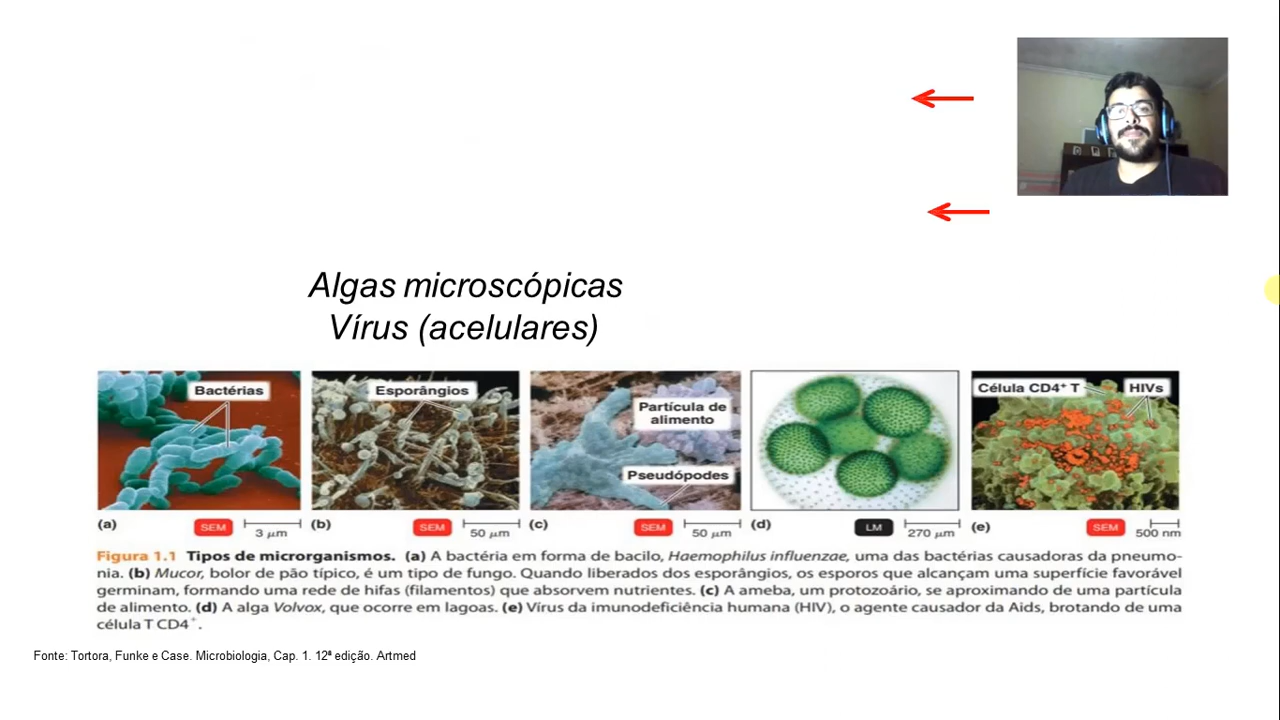 Algas microscópicas
Vírus (acelulares)
Bactérias
Esporângios
Partícula de
alimento
Pseudópodes
Célula CD4⁺ T
HIVs
(a)
SEM
3 μm
(b)
SEM
50 μm
(c)
SEM
50 μm
(d)
LM
270 μm
(e)
SEM
500 nm
Figura 1.1 Tipos de microrganismos. (a) A bactéria em forma de bacilo, Haemophilus influenzae, uma das bactérias causadoras da pneumo-
nia. (b) Mucor, bolor de pão típico, é um tipo de fungo. Quando liberados dos esporângios, os esporos que alcançam uma superfície favorável
germinam, formando uma rede de hifas (filamentos) que absorvem nutrientes. (c) A ameba, um protozoário, se aproximando de uma partícula
de alimento. (d) A alga Volvox, que ocorre em lagoas. (e) Vírus da imunodeficiência humana (HIV), o agente causador da Aids, brotando de uma
célula T CD4⁺.
Fonte: Tortora, Funke e Case. Microbiologia, Cap. 1. 12ª edição. Artmed